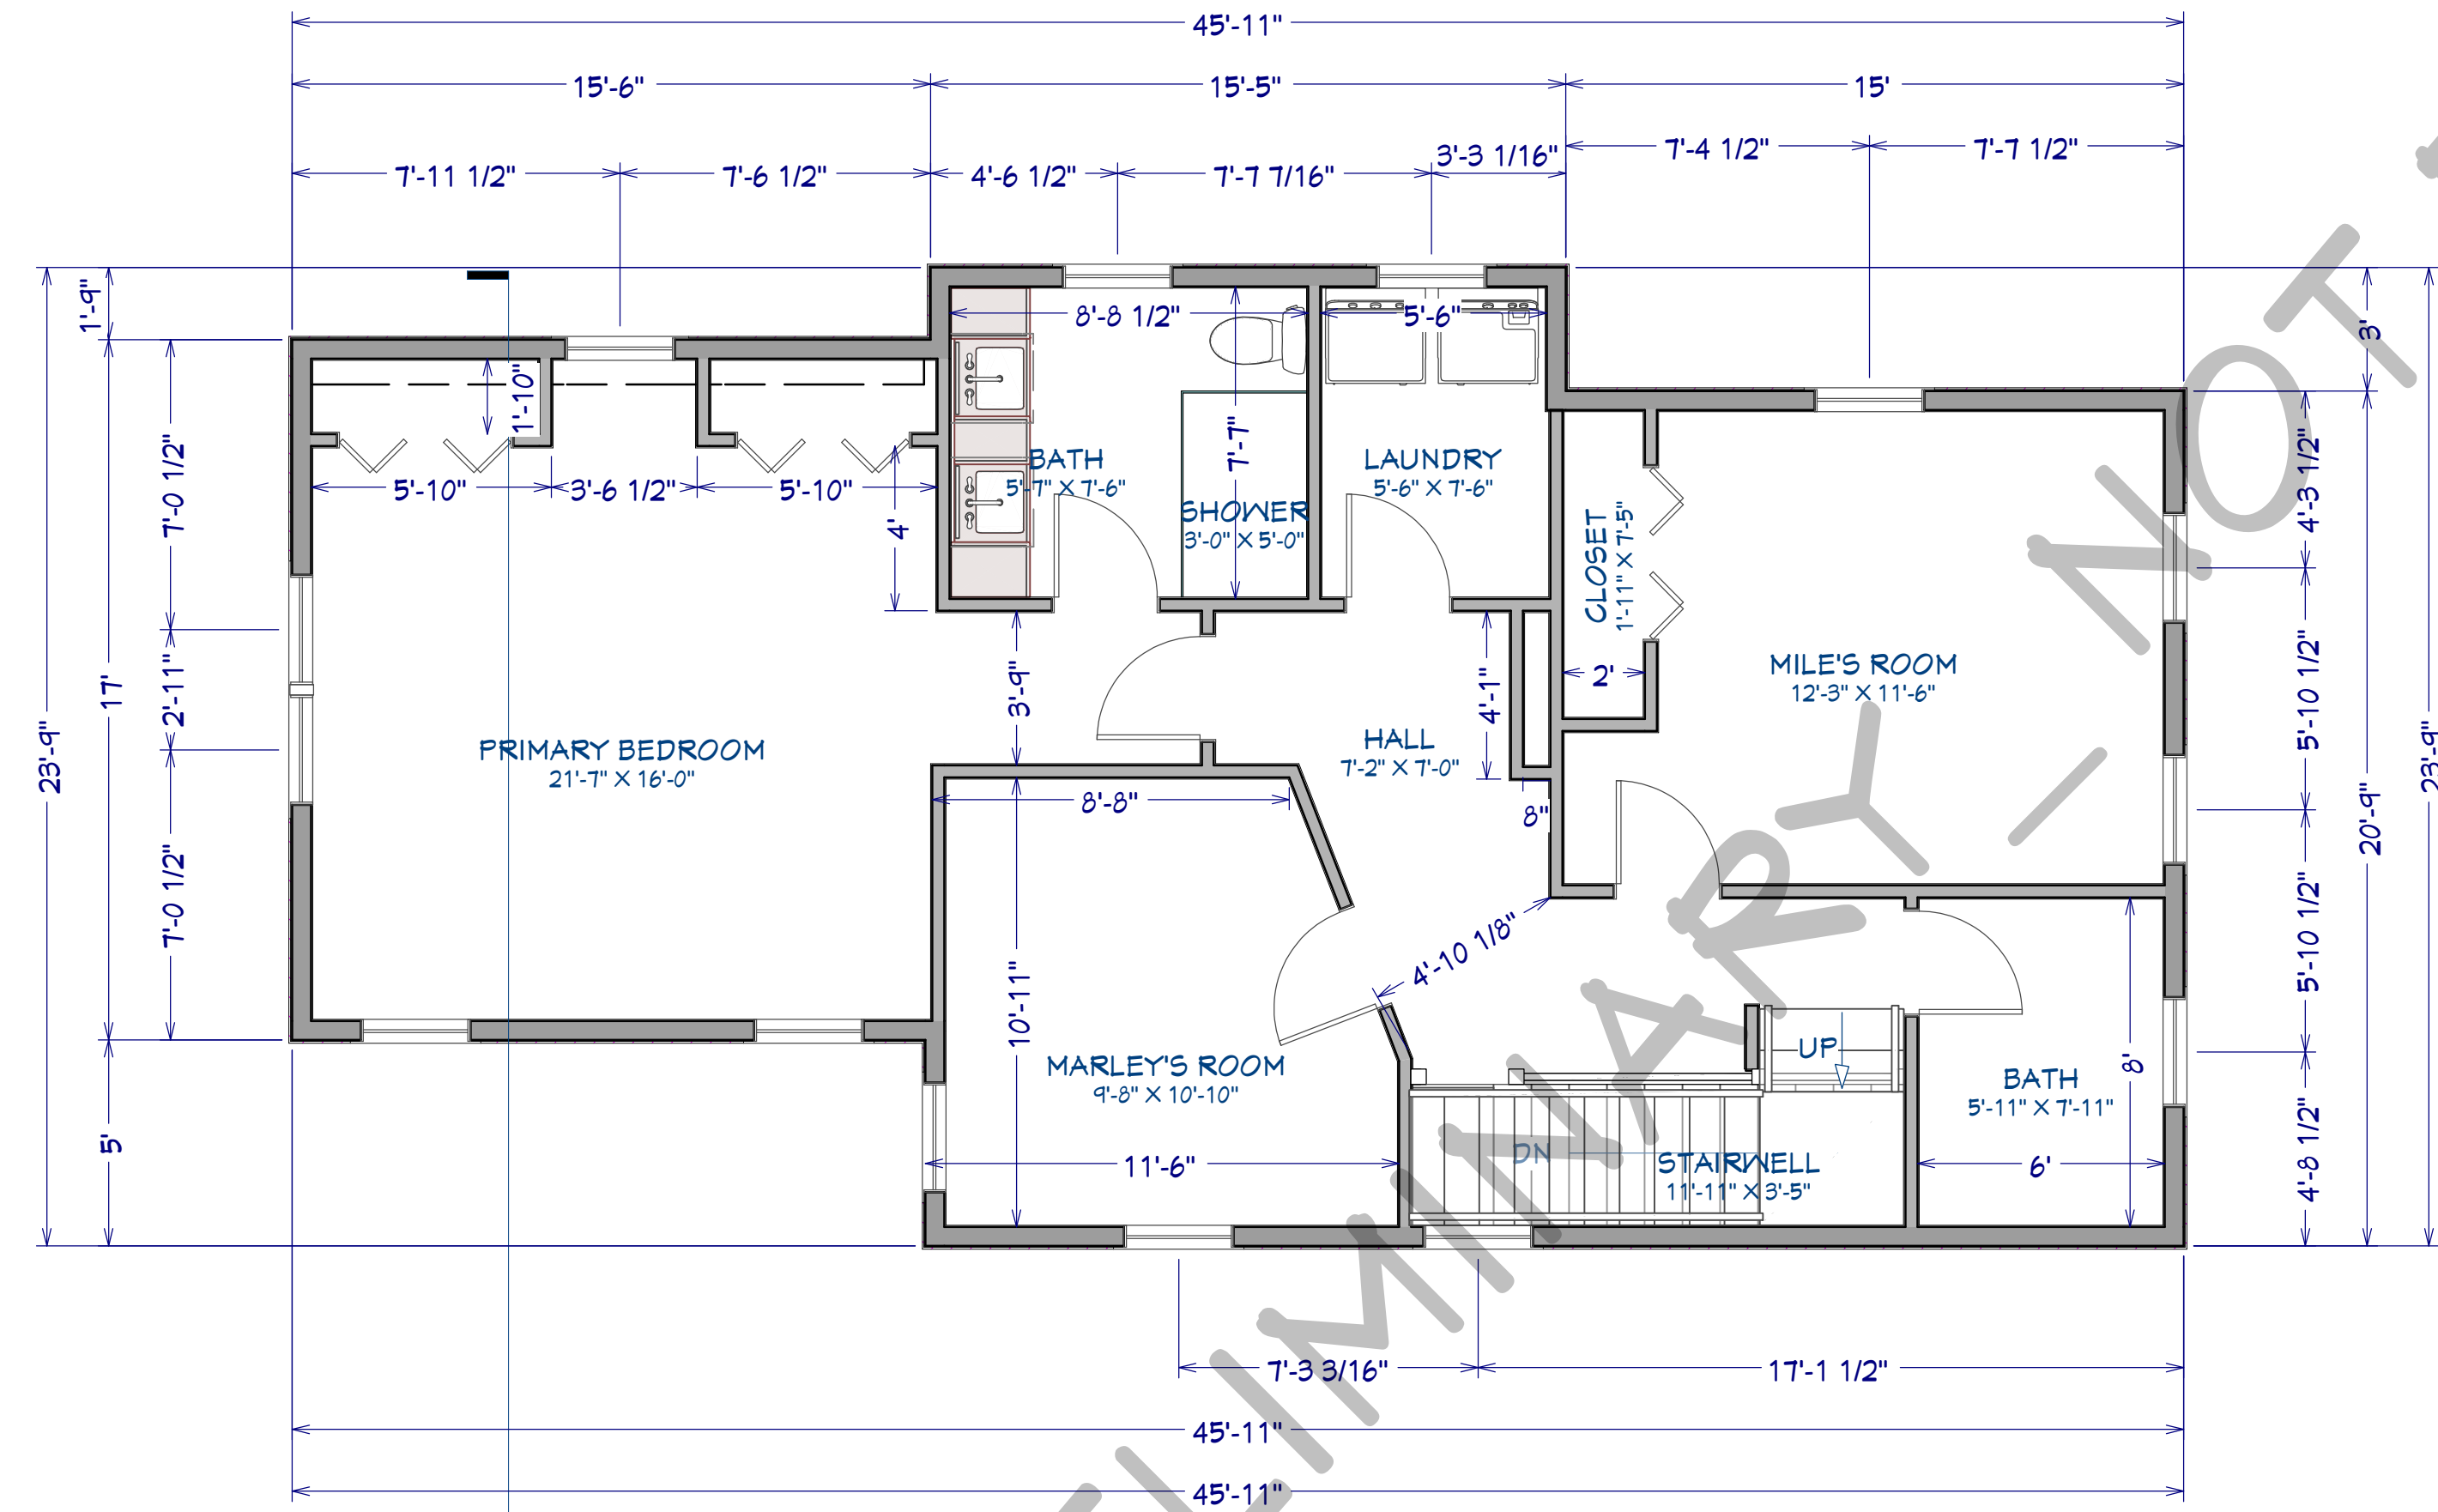 45'-11"
15'-6"
15'-5"
15'
7'-11 1/2"
7'-6 1/2"
4'-6 1/2"
7'-7 7/16"
3'-3 1/16"
7'-4 1/2"
7'-7 1/2"
1'-9"
17'
23'-9"
5'
7'-0 1/2"
2'-11"
7'-0 1/2"
1'-10"
5'-10"
3'-6 1/2"
5'-10"
4'
8'-8 1/2"
5'-6"
7'-7"
BATH
5'-7" X 7'-6"
SHOWER
3'-0" X 5'-0"
LAUNDRY
5'-6" X 7'-6"
CLOSET
1'-11" X 7'-5"
2'
MILE'S ROOM
12'-3" X 11'-6"
PRIMARY BEDROOM
21'-7" X 16'-0"
3'-9"
HALL
7'-2" X 7'-0"
4'-1"
8"
8'-8"
4'-10 1/8"
10'-11"
MARLEY'S ROOM
9'-8" X 10'-10"
11'-6"
UP
DN
STAIRWELL
11'-11" X 3'-5"
BATH
5'-11" X 7'-11"
8'
6'
3'
4'-3 1/2"
5'-10 1/2"
5'-10 1/2"
4'-8 1/2"
20'-9"
23'-9"
7'-3 3/16"
17'-1 1/2"
45'-11"
45'-11"
LIMINARY - NOT